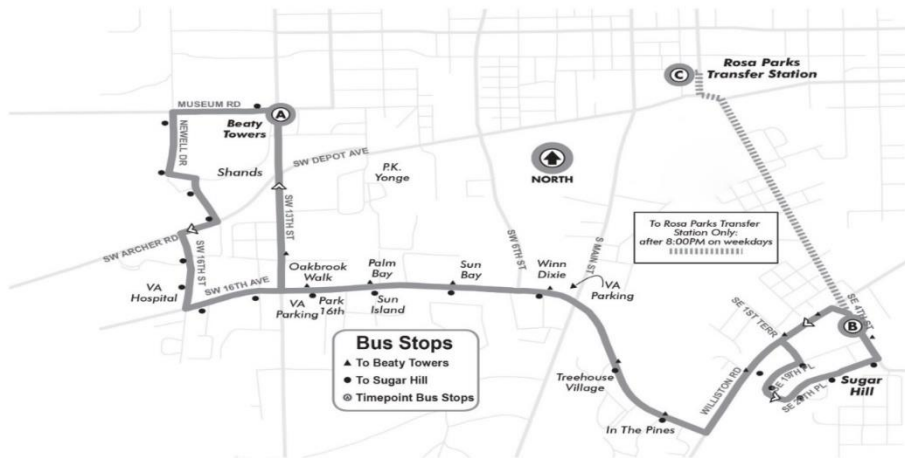 C
Rosa Parks
Transfer Station
MUSEUM RD
A
Beaty
Towers
NEWELL DR
Shands
SW DEPOT AVE
P.K.
Yonge
NORTH
SW 13TH ST
To Rosa Parks Transfer
Station Only:
after 8:00PM on weekdays
SW ARCHER RD
SW 16TH ST
SW 6TH ST
S MAIN ST
VA
Hospital
SW 16TH AVE
Oakbrook
Walk
Palm
Bay
Sun
Bay
Winn
Dixie
VA
Parking
VA
Parking
Park
16th
Sun
Island
SE 1ST TERR
SE 4TH ST
B
Bus Stops
To Beaty Towers
To Sugar Hill
Timepoint Bus Stops
Treehouse
Village
WILLISTON RD
SE 19TH PL
Sugar
Hill
In The Pines